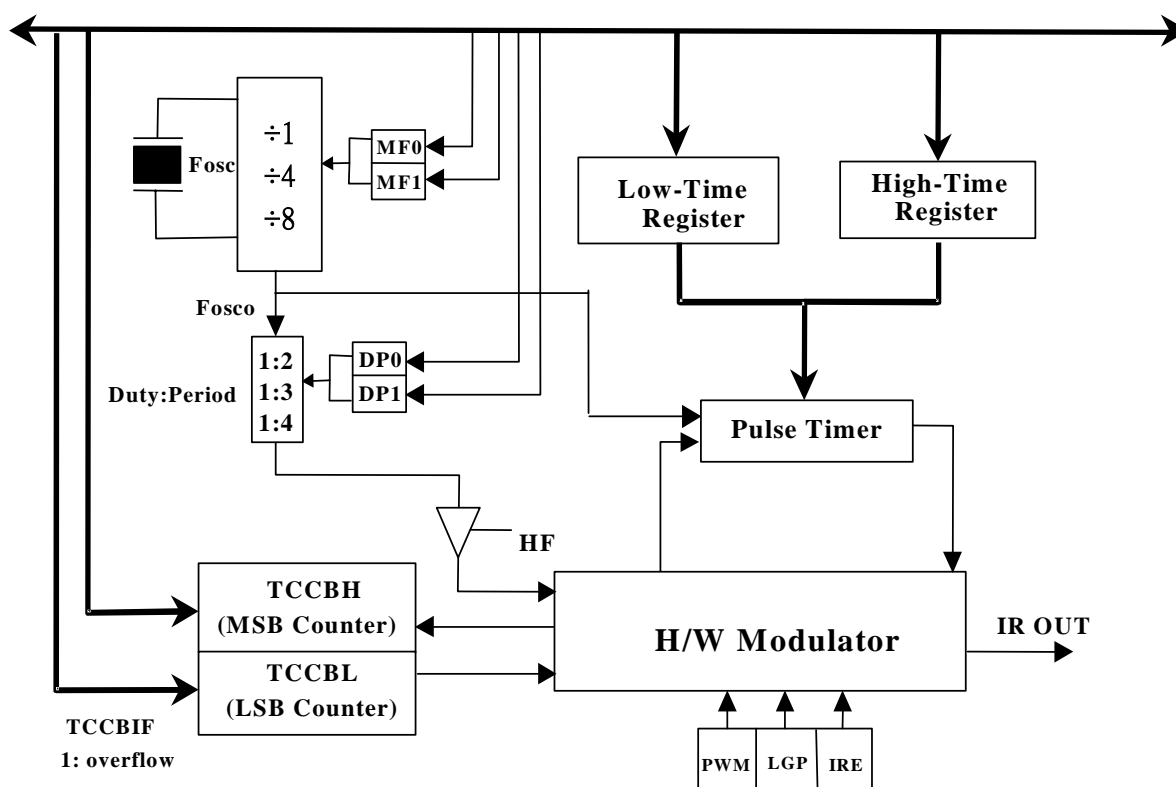 ÷1
÷4
÷8
Fosc
MF0
MF1
Low-Time
Register
High-Time
Register
Fosco
1:2
1:3
1:4
Duty:Period
DP0
DP1
Pulse Timer
HF
TCCBH
(MSB Counter)
TCCBL
(LSB Counter)
H/W Modulator
IR OUT
TCCBIF
1: overflow
PWM
LGP
IRE